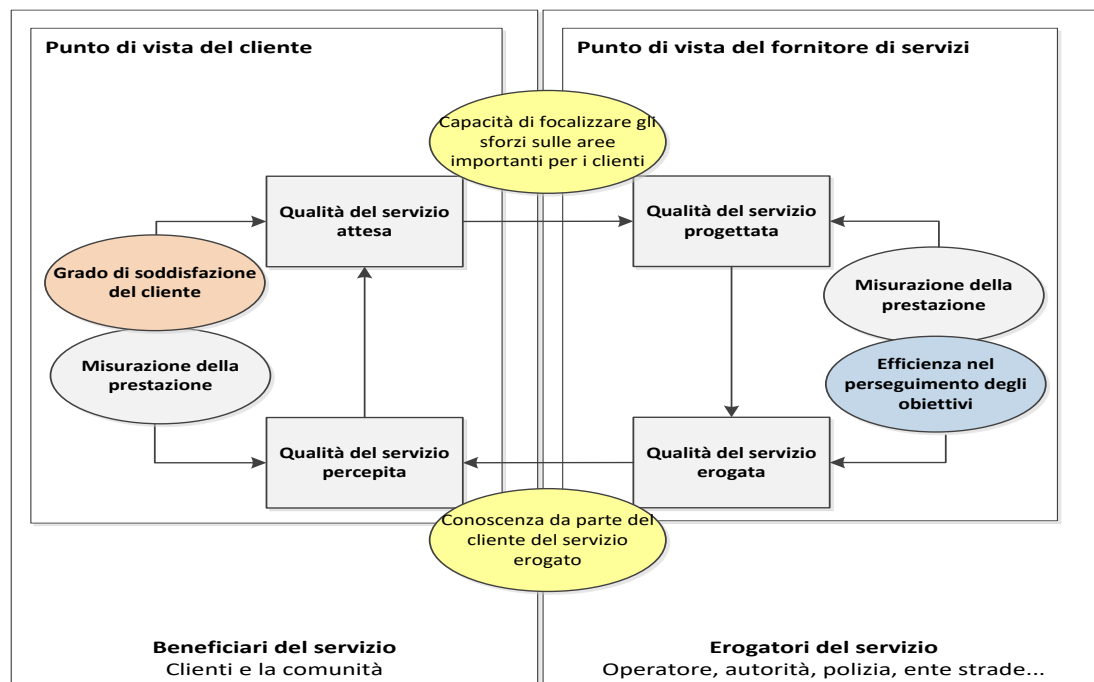 Punto di vista del cliente
Punto di vista del fornitore di servizi
Capacità di focalizzare gli
sforzi sulle aree
importanti per i clienti
Qualità del servizio
attesa
Qualità del servizio
progettata
Grado di soddisfazione
del cliente
Misurazione della
prestazione
Misurazione della
prestazione
Efficienza nel
perseguimento degli
obiettivi
Qualità del servizio
percepita
Qualità del servizio
erogata
Conoscenza da parte del
cliente del servizio
erogato
Beneficiari del servizio
Clienti e la comunità
Erogatori del servizio
Operatore, autorità, polizia, ente strade...